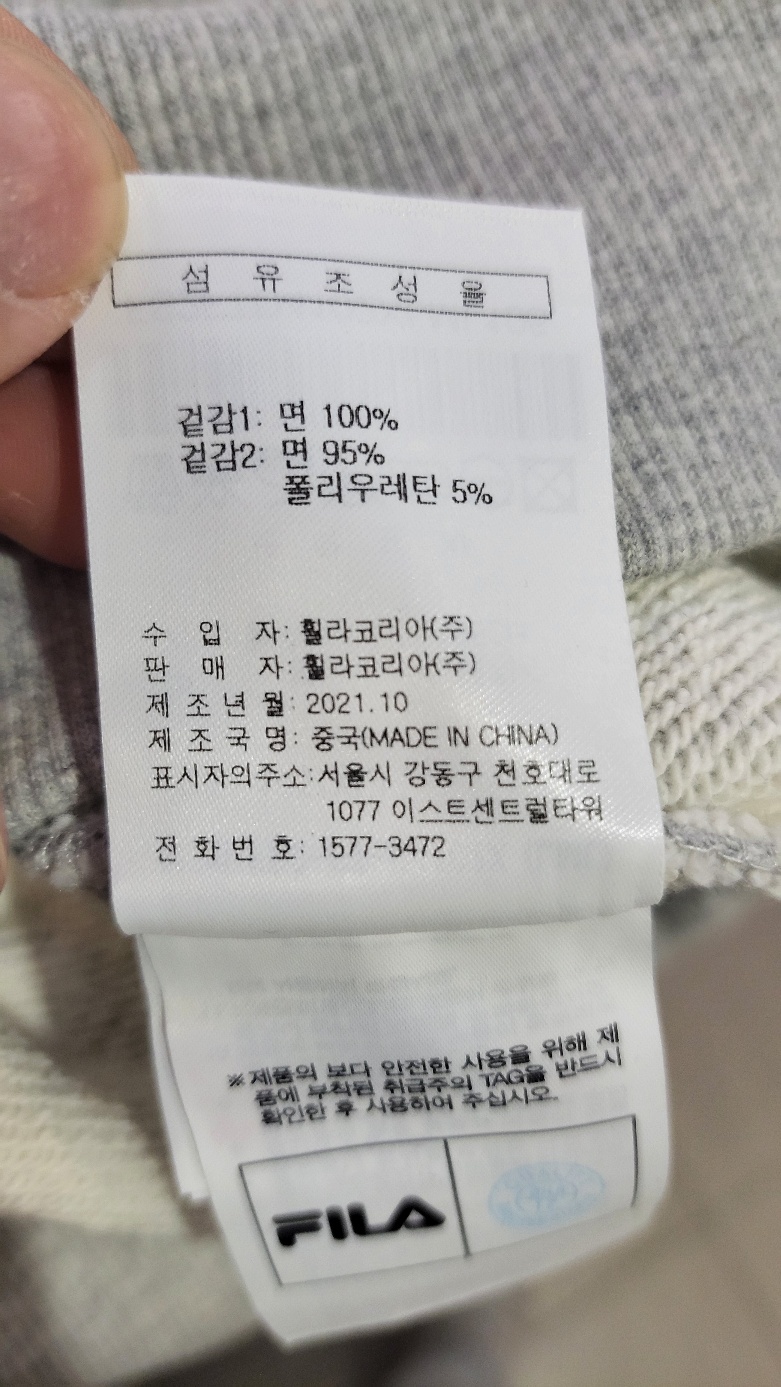 섬 유 조 성 율
겉감1: 면 100%
겉감2: 면 95%
폴리우레탄 5%
수 입 자: 휠라코리아(주)
판 매 자: 휠라코리아(주)
제 조 년 월: 2021.10
제 조 국 명: 중국(MADE IN CHINA)
표시자의주소:서울시 강동구 천호대로
1077 이스트센트럴타워
전 화 번 호: 1577-3472
※제품의 보다 안전한 사용을 위해 제
품에 부착된 취급주의 TAG을 반드시
확인한 후 사용하여 주십시오.
FILA